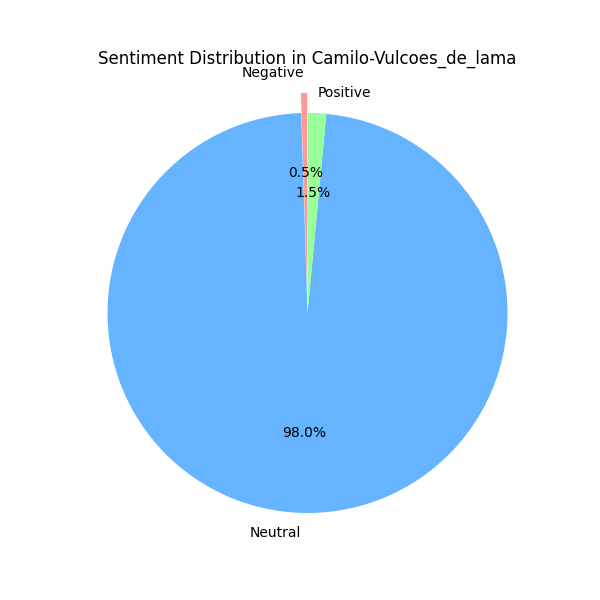 Sentiment Distribution in Camilo-Vulcoes_de_lama
Negative
Positive
0.5%
1.5%
98.0%
Neutral